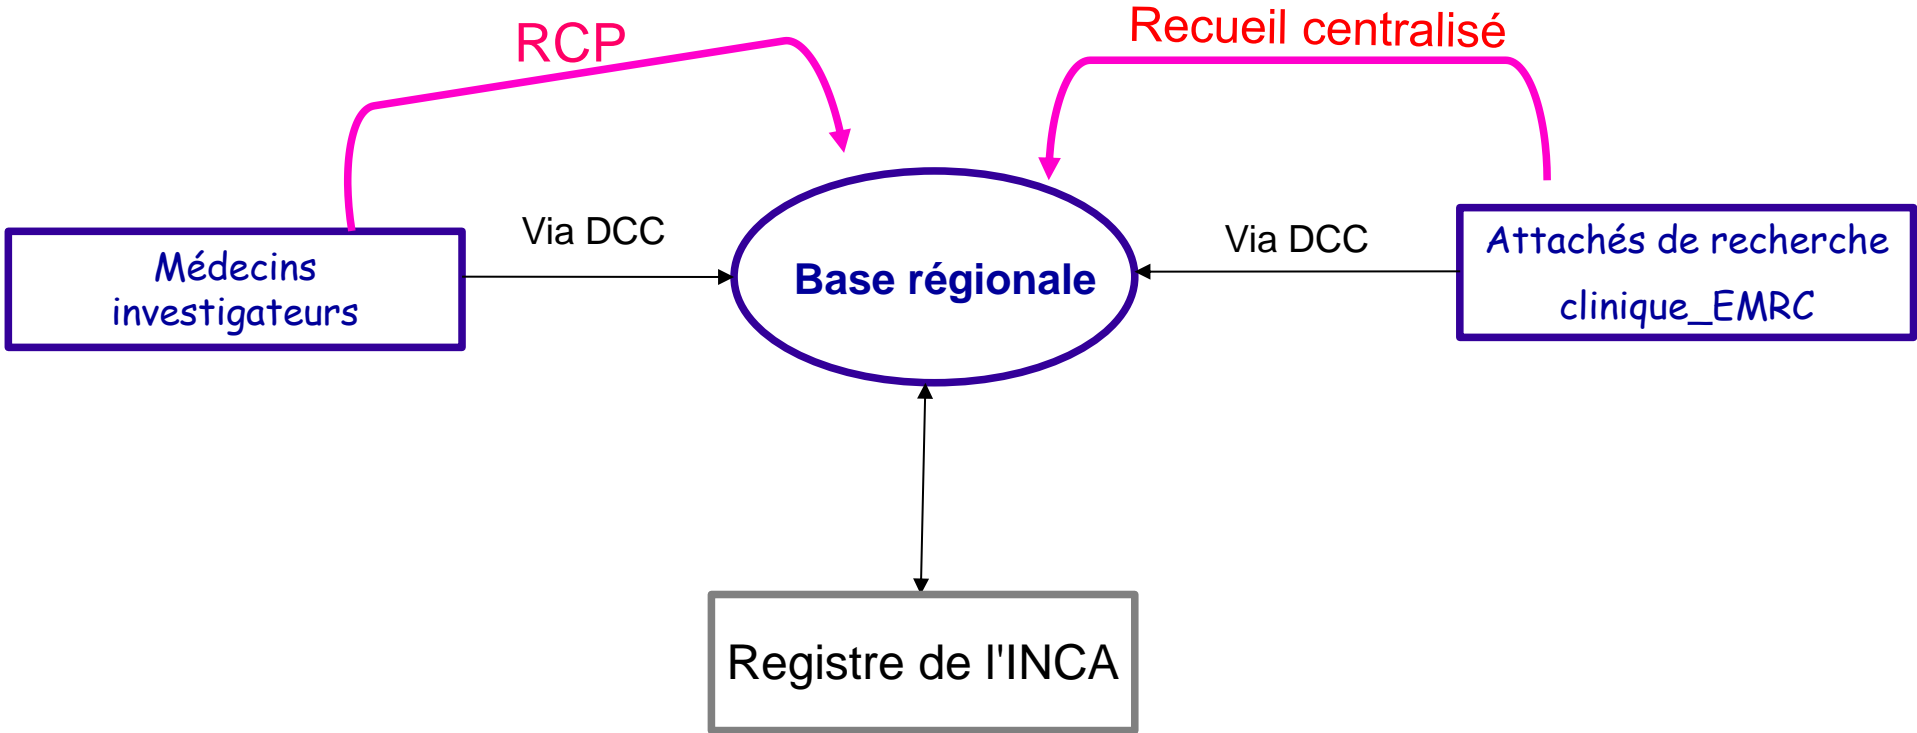 RCP
Recueil centralisé
Via DCC
Via DCC
Médecins
investigateurs
Base régionale
Attachés de recherche
clinique_EMRC
Registre de l'INCA